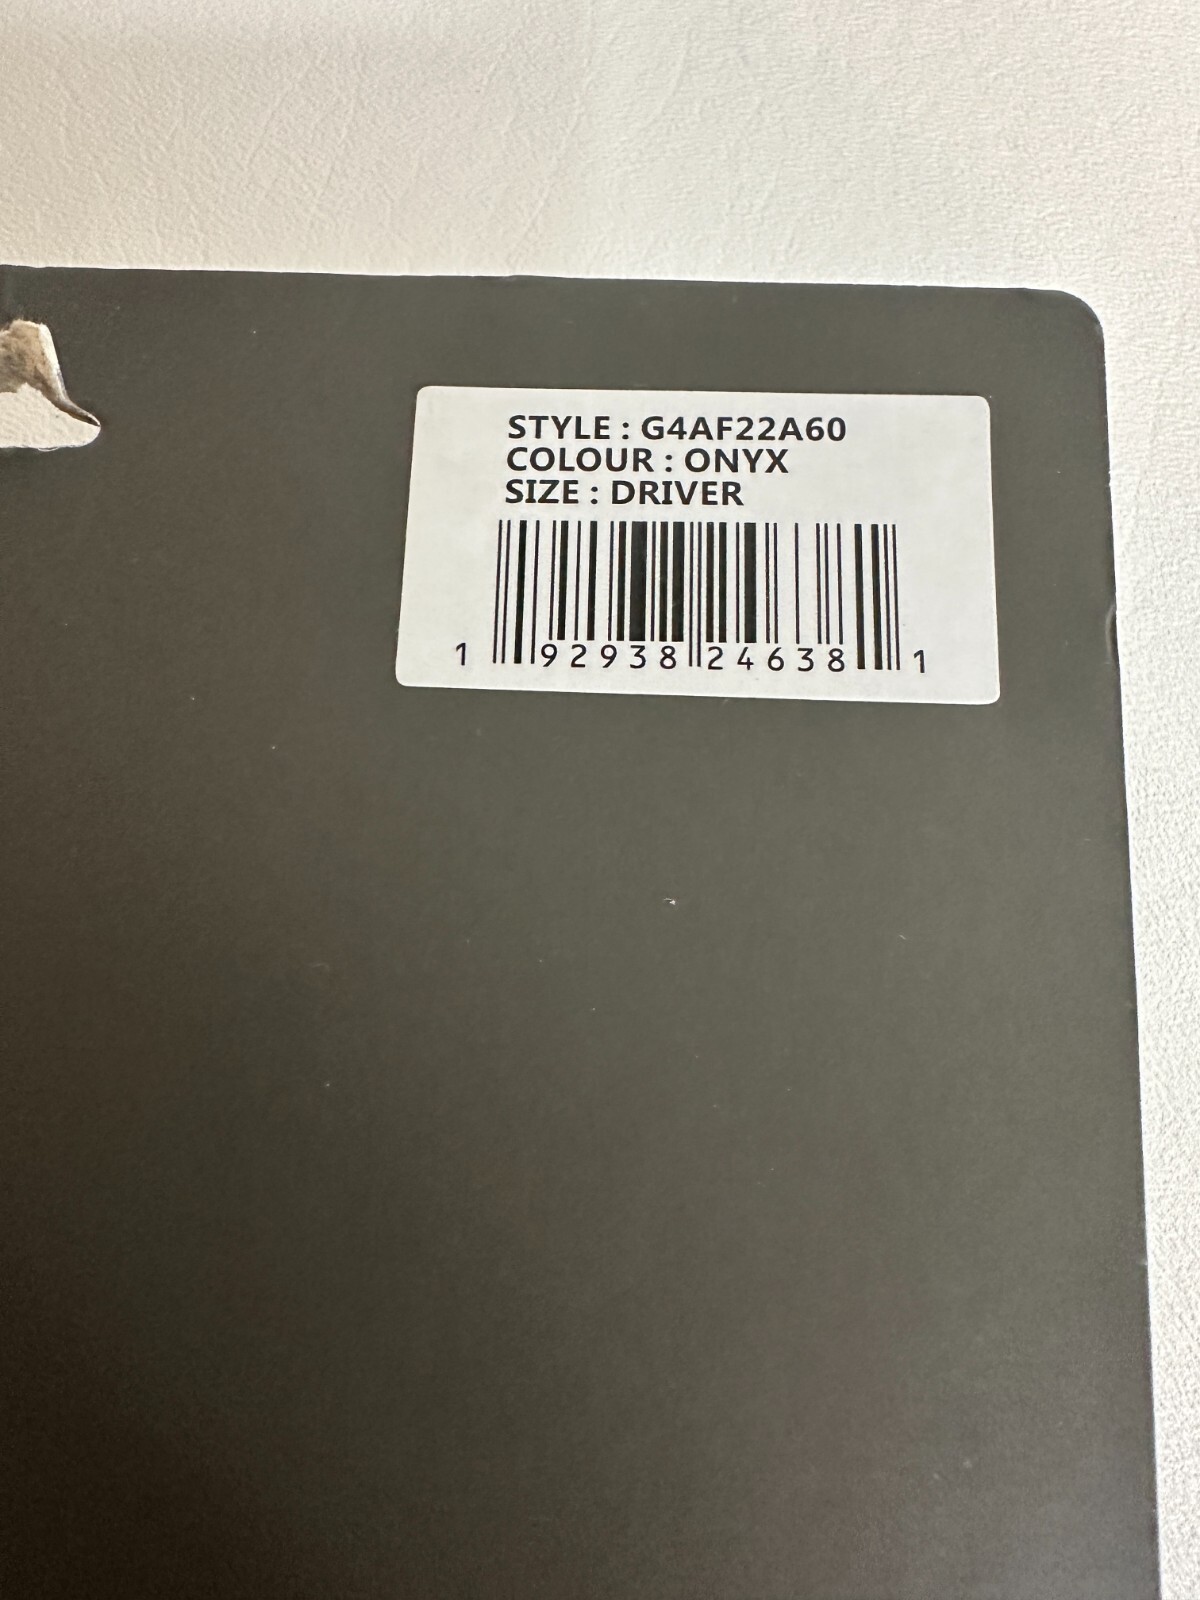 STYLE : G4AF22A60
COLOUR : ONYX
SIZE : DRIVER
1 92938 24638 1